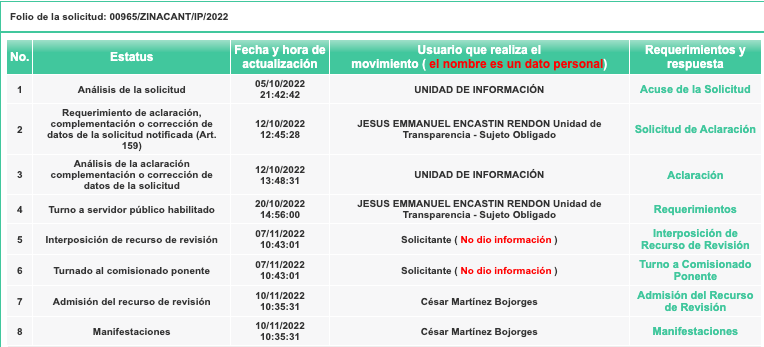 Folio de la solicitud: 00965/ZINACANT/IP/2022
No. Estatus Fecha y hora de actualización Usuario que realiza el movimiento ( el nombre es un dato personal) Requerimientos y respuesta
1 Análisis de la solicitud 05/10/2022 21:42:42 UNIDAD DE INFORMACIÓN Acuse de la Solicitud
2 Requerimiento de aclaración, complementación o corrección de datos de la solicitud notificada (Art. 159) 12/10/2022 12:45:28 JESUS EMMANUEL ENCASTIN RENDON Unidad de Transparencia - Sujeto Obligado Solicitud de Aclaración
3 Análisis de la aclaración complementación o corrección de datos de la solicitud 12/10/2022 13:48:31 UNIDAD DE INFORMACIÓN Aclaración
4 Turno a servidor público habilitado 20/10/2022 14:56:00 JESUS EMMANUEL ENCASTIN RENDON Unidad de Transparencia - Sujeto Obligado Requerimientos
5 Interposición de recurso de revisión 07/11/2022 10:43:01 Solicitante ( No dio información ) Interposición de Recurso de Revisión
6 Turnado al comisionado ponente 07/11/2022 10:43:01 Solicitante ( No dio información ) Turno a Comisionado Ponente
7 Admisión del recurso de revisión 10/11/2022 10:35:31 César Martínez Bojorges Admisión del Recurso de Revisión
8 Manifestaciones 10/11/2022 10:35:31 César Martínez Bojorges Manifestaciones